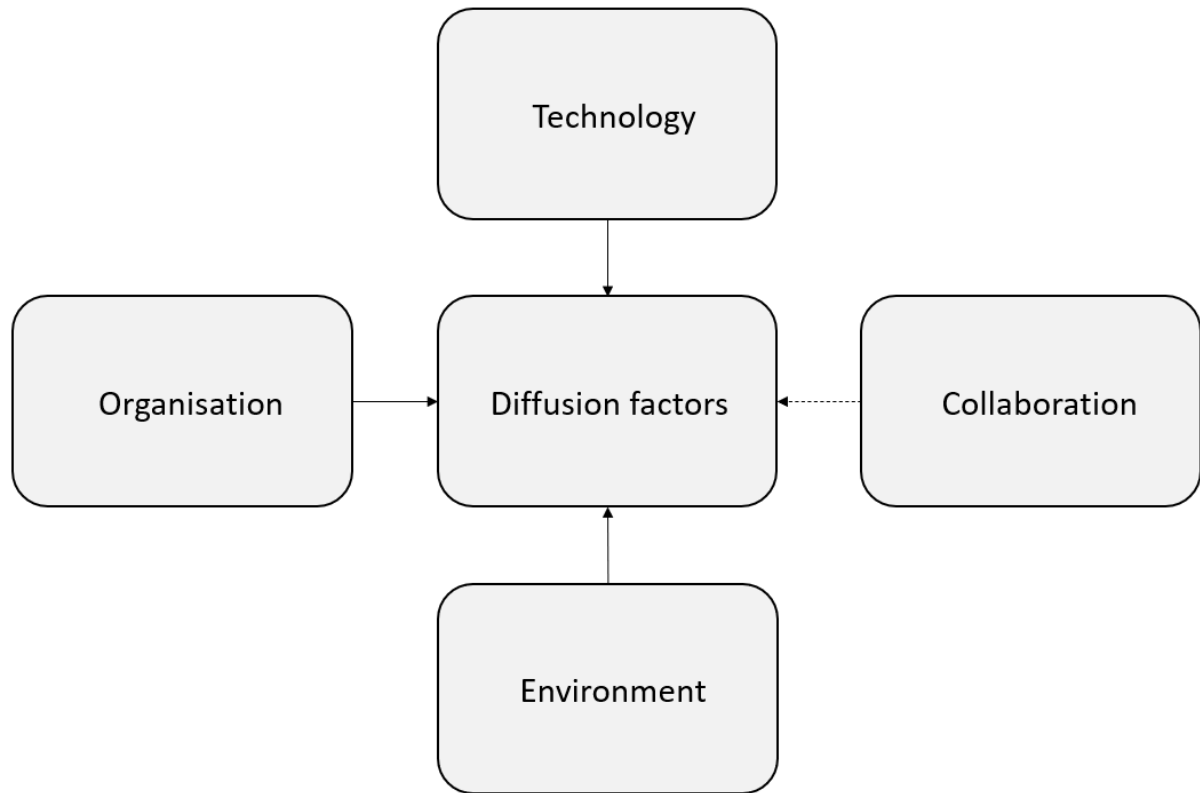 Technology
Organisation
Diffusion factors
Collaboration
Environment